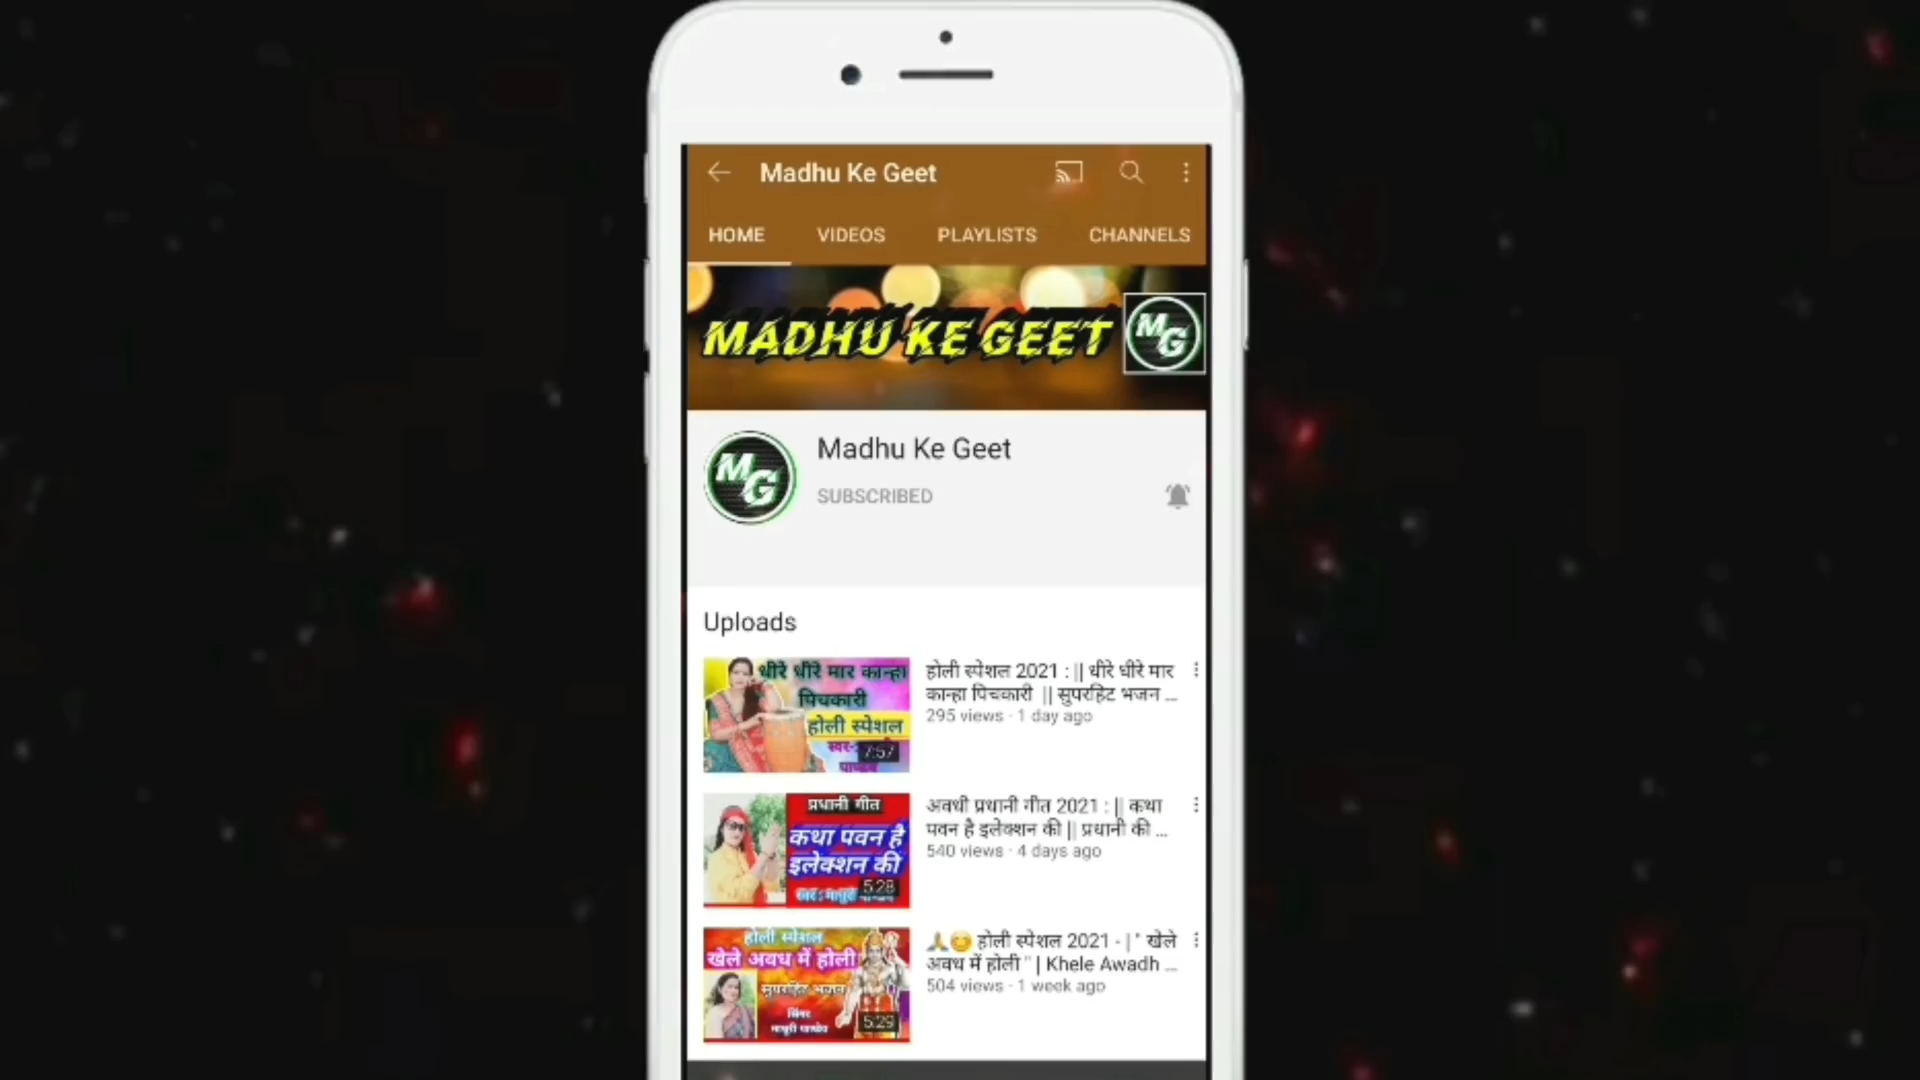 Madhu Ke Geet
HOME VIDEOS PLAYLISTS CHANNELS
MADHU KE GEET MG
MG
Madhu Ke Geet
SUBSCRIBED
Uploads
धीरे धीरे मार कान्हा
पिचकारी
होली स्पेशल
स्वर-
7:57
होली स्पेशल 2021 : || धीरे धीरे मार
कान्हा पिचकारी || सुपरहिट भजन ...
295 views · 1 day ago
प्रधानी गीत
कथा पवन है
इलेक्शन की
5:28
अवधी प्रधानी गीत 2021 : || कथा
पवन है इलेक्शन की || प्रधानी की ...
540 views · 4 days ago
होली स्पेशल
खेले अवध में होली
सुपरहिट भजन
सिंगर
माधुरी पाण्डेय
5:29
🙏😊 होली स्पेशल 2021 - | " खेले
अवध में होली " | Khele Awadh ...
504 views · 1 week ago